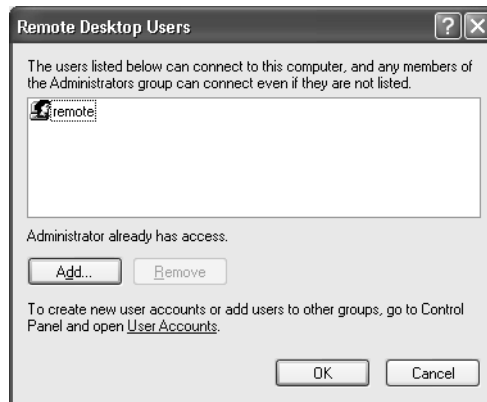 Remote Desktop Users
The users listed below can connect to this computer, and any members of
the Administrators group can connect even if they are not listed.
remote
Administrator already has access.
Add... Remove
To create new user accounts or add users to other groups, go to Control
Panel and open User Accounts.
OK Cancel